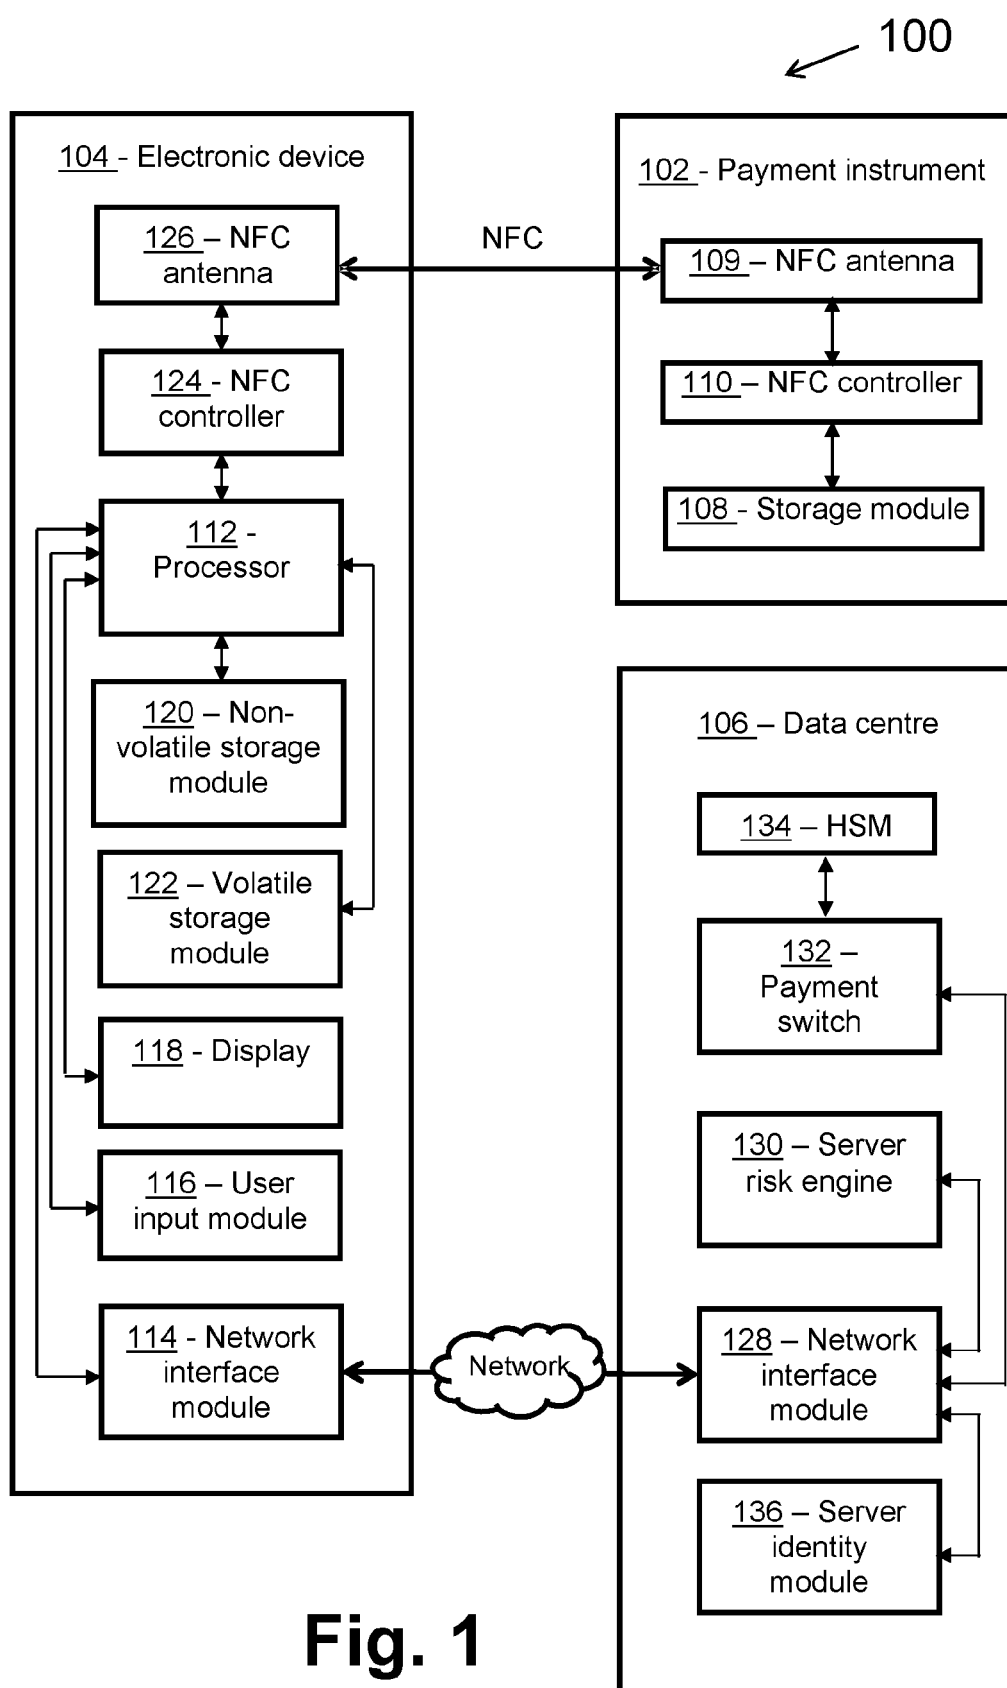 100
104 - Electronic device
126 – NFC
antenna
124 - NFC
controller
112 -
Processor
120 – Non-
volatile storage
module
122 – Volatile
storage
module
118 - Display
116 – User
input module
114 - Network
interface
module
NFC
Network
102 - Payment instrument
109 – NFC antenna
110 – NFC controller
108 - Storage module
106 – Data centre
134 – HSM
132 –
Payment
switch
130 – Server
risk engine
128 – Network
interface
module
136 – Server
identity
module
Fig. 1